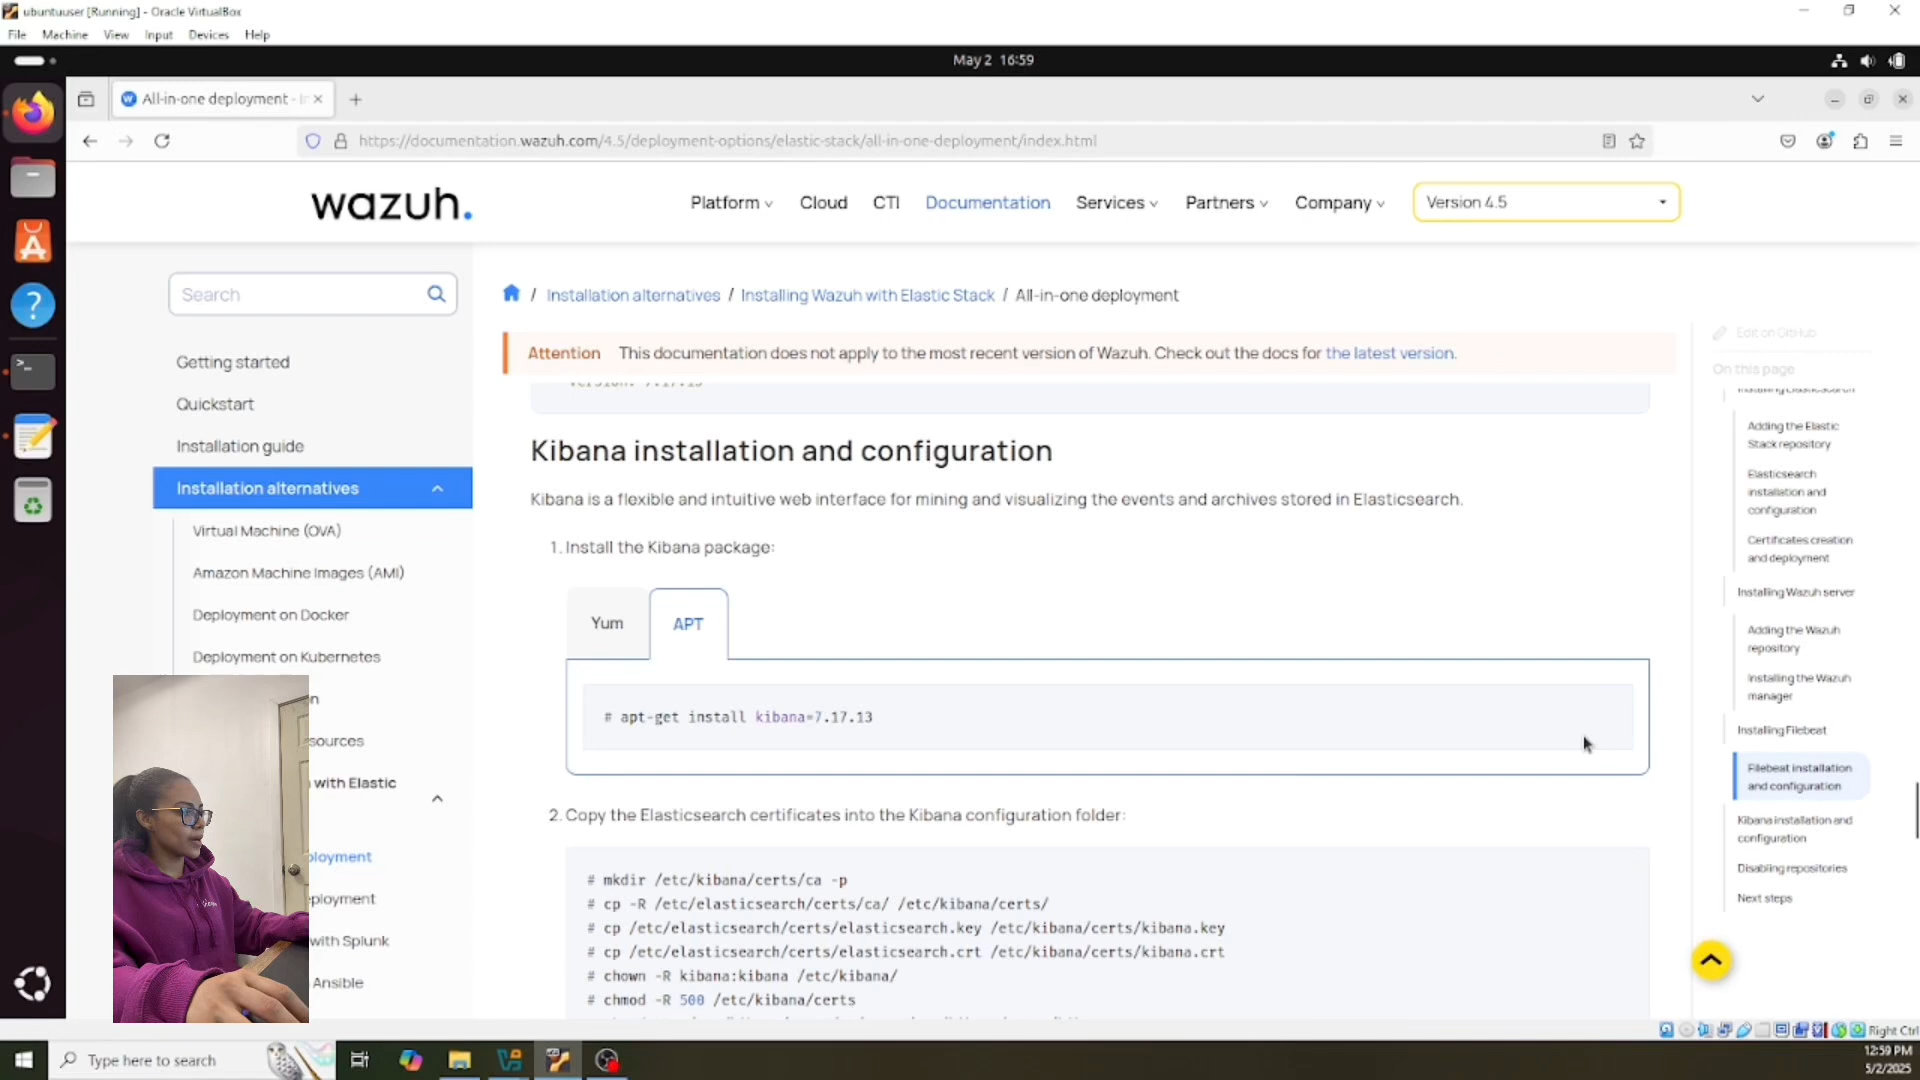 ubuntuuser [Running] - Oracle VirtualBox
File Machine View Input Devices Help
May 2 16:59
All-in-one deployment - I
https://documentation.wazuh.com/4.5/deployment-options/elastic-stack/all-in-one-deployment/index.html
wazuh.
Platform Cloud CTI Documentation Services Partners Company Version 4.5
Search
Getting started
Quickstart
Installation guide
Installation alternatives
Virtual Machine (OVA)
Amazon Machine Images (AMI)
Deployment on Docker
Deployment on Kubernetes
n
sources
with Elastic
ployment
eployment
with Splunk
Ansible
/ Installation alternatives / Installing Wazuh with Elastic Stack / All-in-one deployment
Attention This documentation does not apply to the most recent version of Wazuh. Check out the docs for the latest version.
Kibana installation and configuration
Kibana is a flexible and intuitive web interface for mining and visualizing the events and archives stored in Elasticsearch.
1. Install the Kibana package:
Yum APT
# apt-get install kibana=7.17.13
2. Copy the Elasticsearch certificates into the Kibana configuration folder:
# mkdir /etc/kibana/certs/ca -p
# cp -R /etc/elasticsearch/certs/ca/ /etc/kibana/certs/
# cp /etc/elasticsearch/certs/elasticsearch.key /etc/kibana/certs/kibana.key
# cp /etc/elasticsearch/certs/elasticsearch.crt /etc/kibana/certs/kibana.crt
# chown -R kibana:kibana /etc/kibana/
# chmod -R 500 /etc/kibana/certs
Edit on GitHub
On this page
Installing Elasticsearch
Adding the Elastic
Stack repository
Elasticsearch
installation and
configuration
Certificates creation
and deployment
Installing Wazuh server
Adding the Wazuh
repository
Installing the Wazuh
manager
Installing Filebeat
Filebeat installation
and configuration
Kibana installation and
configuration
Disabling repositories
Next steps
Right Ctrl
Type here to search
12:59 PM
5/2/2025